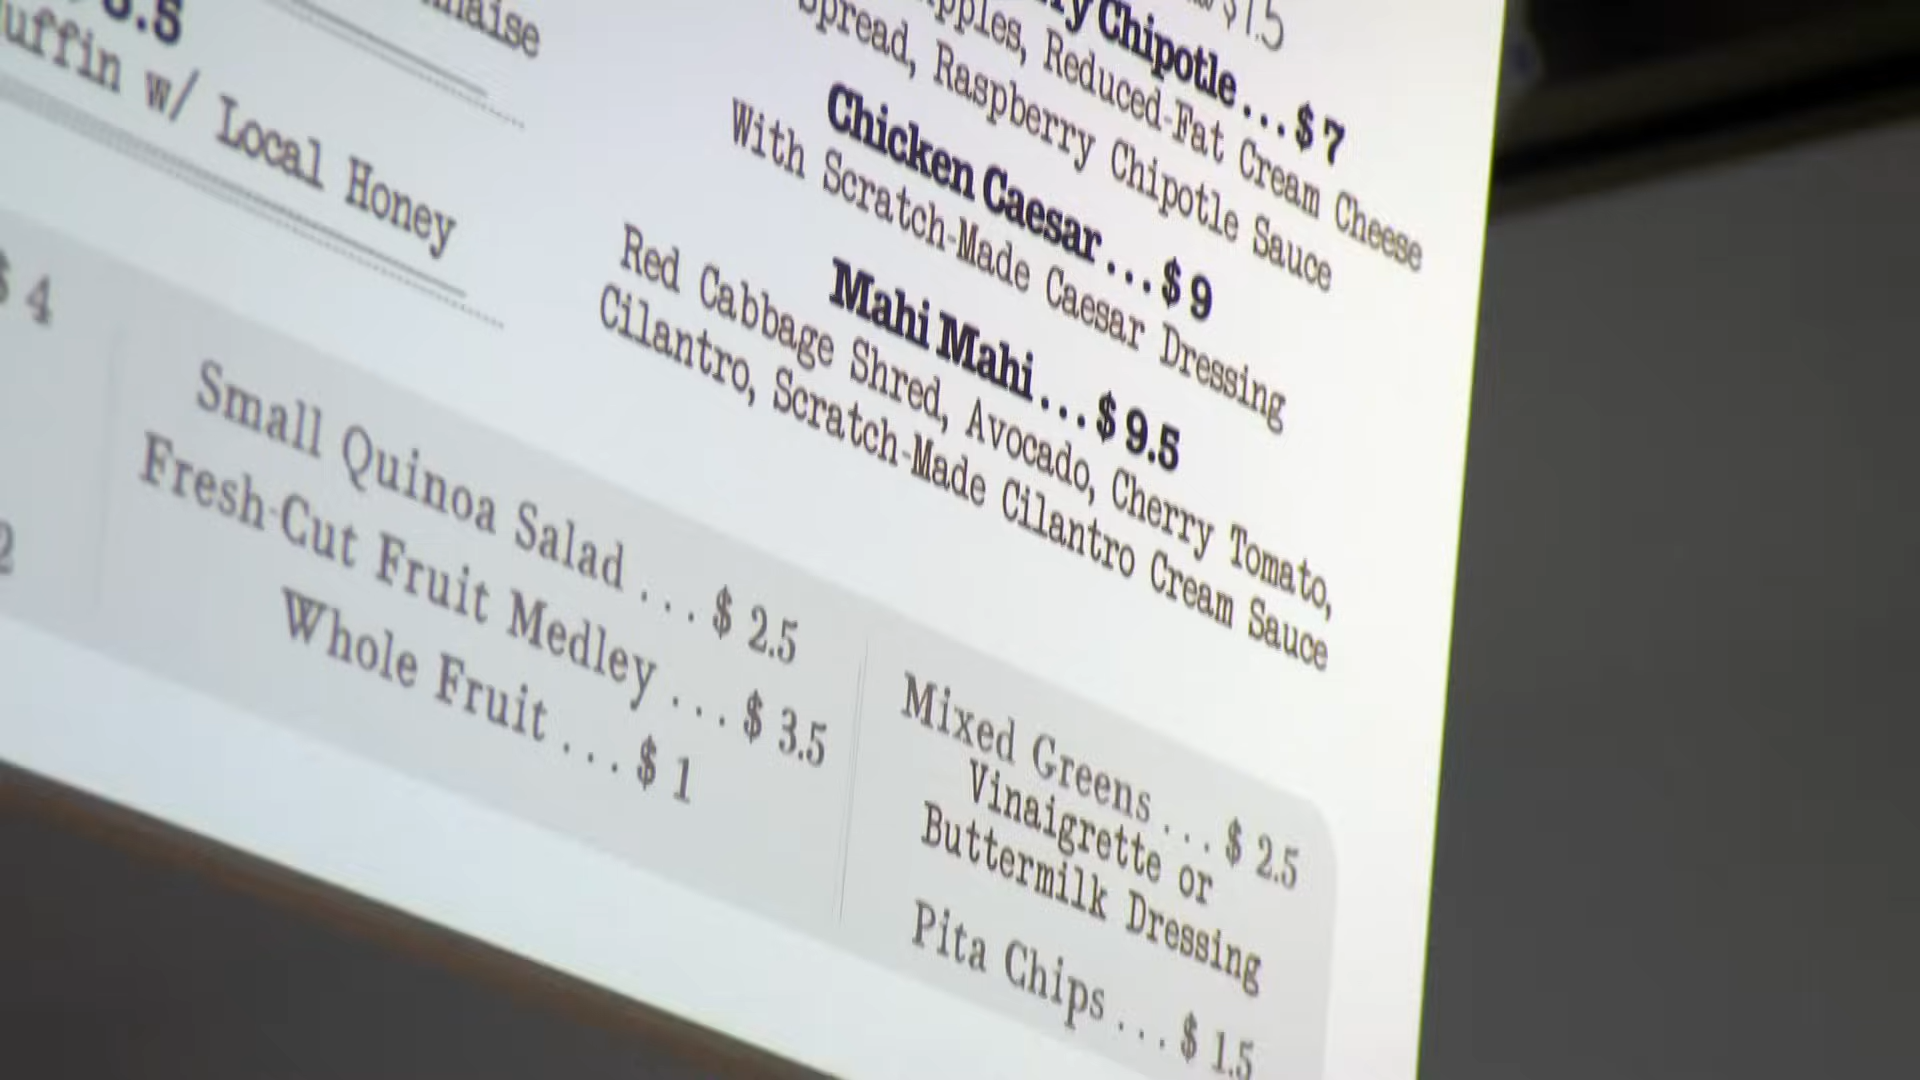 Local Honey
w/
$ 4
$1.5
Chipotle...$ 7
Reduced-Fat Cream Cheese
Spread, Raspberry Chipotle Sauce
Chicken Caesar...$ 9
With Scratch-Made Caesar Dressing
Mahi Mahi...$ 9.5
Red Cabbage Shred, Avocado, Cherry Tomato,
Cilantro, Scratch-Made Cilantro Cream Sauce
Small Quinoa Salad...$ 2.5
Fresh-Cut Fruit Medley...$ 3.5
Whole Fruit...$ 1
Mixed Greens...$ 2.5
Vinaigrette or
Buttermilk Dressing
Pita Chips...$ 1.5